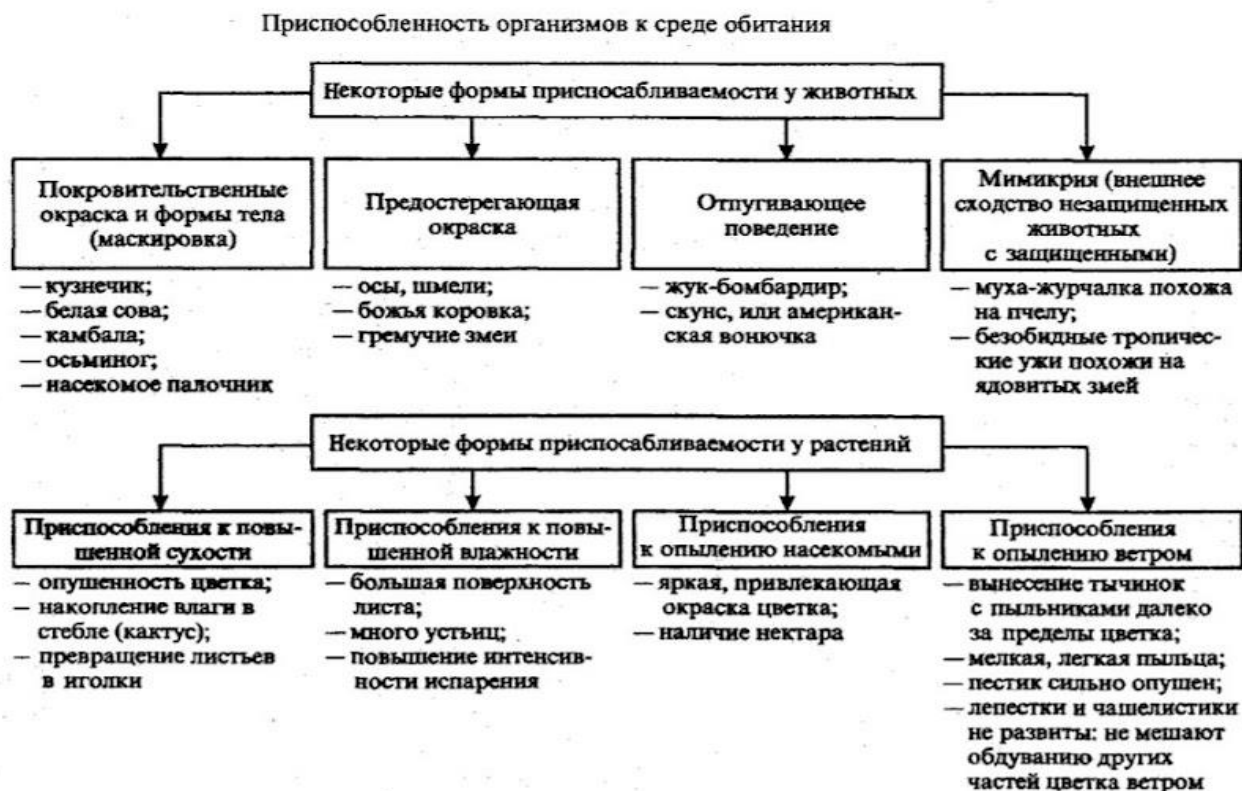 Приспособленность организмов к среде обитания
Некоторые формы приспосабливаемости у животных
Покровительственные
окраска и формы тела
(маскировка)
— кузнечик;
— белая сова;
— камбала;
— осьминог;
— насекомое палочник
Предостерегающая
окраска
— осы, шмели;
— божья коровка;
— гремучие змеи
Отпугивающее
поведение
— жук-бомбардир;
— скунс, или американ-
ская вонючка
Мимикрия (внешнее
сходство незащищенных
животных
с защищенными)
— муха-журчалка похожа
на пчелу;
— безобидные тропичес-
кие ужи похожи на
ядовитых змей
Некоторые формы приспосабливаемости у растений
Приспособления к повы-
шенной сухости
— опушенность цветка;
— накопление влаги в
стебле (кактус);
— превращение листьев
в иголки
Приспособления к повы-
шенной влажности
— большая поверхность
листа;
— много устьиц;
— повышение интенсив-
ности испарения
Приспособления
к опылению насекомыми
— яркая, привлекающая
окраска цветка;
— наличие нектара
Приспособления
к опылению ветром
— вынесение тычинок
с пыльниками далеко
за пределы цветка;
— мелкая, легкая пыльца;
— пестик сильно опушен;
— лепестки и чашелистики
не развиты: не мешают
обдуванию других
частей цветка ветром